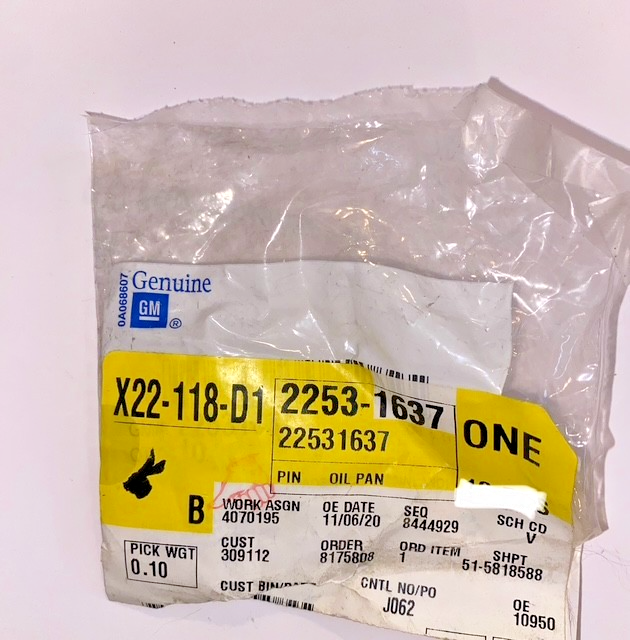 0A068607
Genuine
GM
®
X22-118-D1
2253-1637
22531637
ONE
PIN OIL PAN
B
WORK ASGN
4070195
OE DATE
11/06/20
SEQ
8444929
SCH CD
V
CUST
309112
ORDER
8175808
ORD ITEM
1
SHPT
51-5818588
PICK WGT
0.10
CUST BIN/PART
CNTL NO/PO
J062
OE
10950